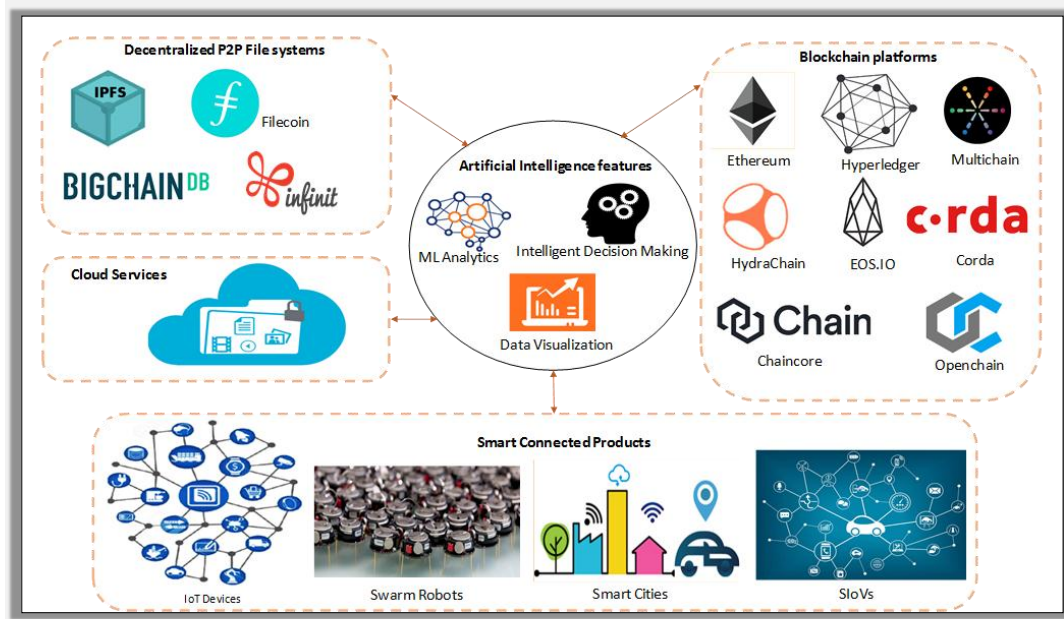 Decentralized P2P File systems
IPFS
Filecoin
BIGCHAIN DB
infinit
Cloud Services
Artificial Intelligence features
ML Analytics
Intelligent Decision Making
Data Visualization
Blockchain platforms
Ethereum
Hyperledger
Multichain
HydraChain
EOS.IO
c·rda
Corda
Chain
Chaincore
Openchain
Smart Connected Products
IoT Devices
Swarm Robots
Smart Cities
SIoVs